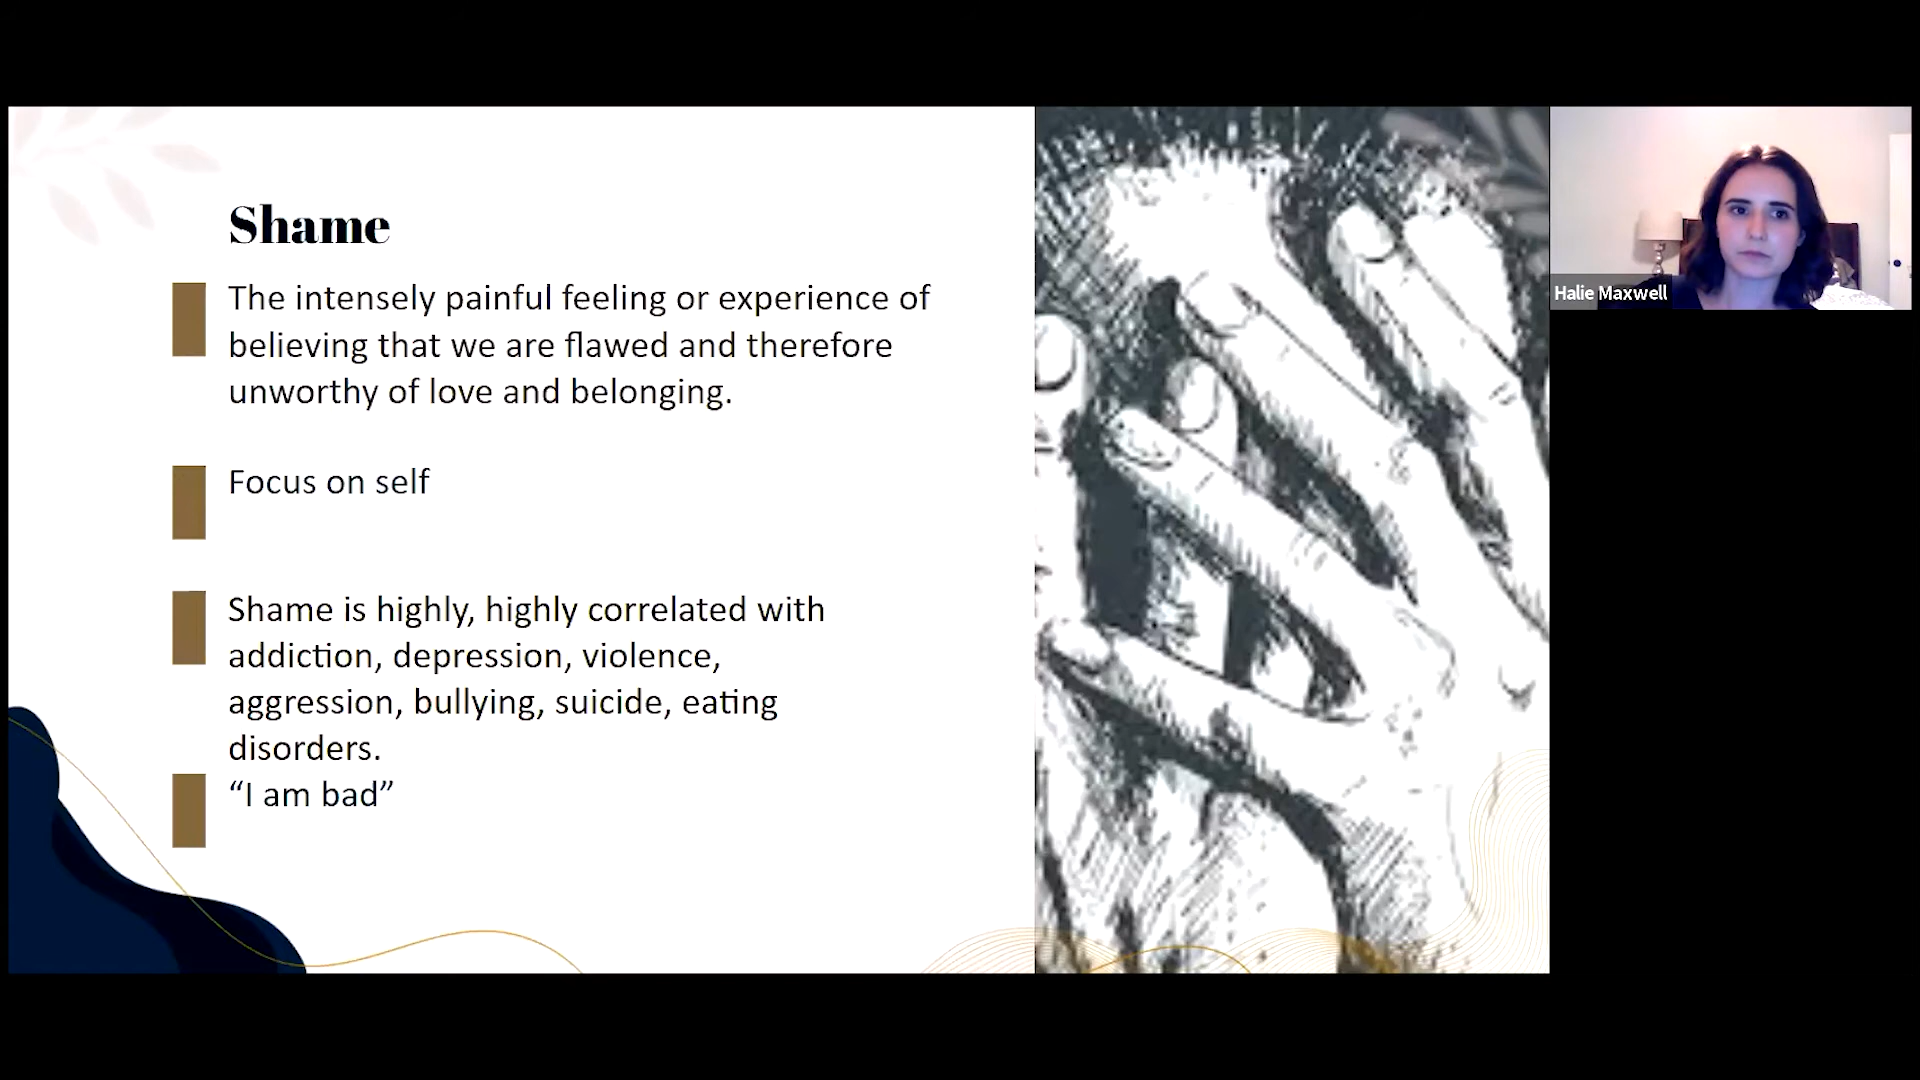 Shame
The intensely painful feeling or experience of
believing that we are flawed and therefore
unworthy of love and belonging.
Focus on self
Shame is highly, highly correlated with
addiction, depression, violence,
aggression, bullying, suicide, eating
disorders.
“I am bad”
Halie Maxwell